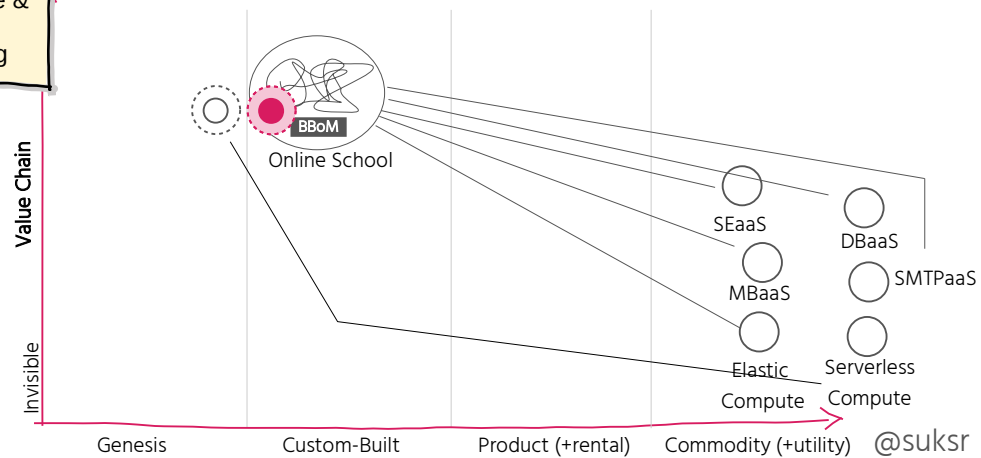 e &
g
BBoM
Online School
Value Chain
Invisible
SEaaS
DBaaS
MBaaS
SMTPaaS
Elastic
Compute
Serverless
Compute
Genesis
Custom-Built
Product (+rental)
Commodity (+utility)
@suksr